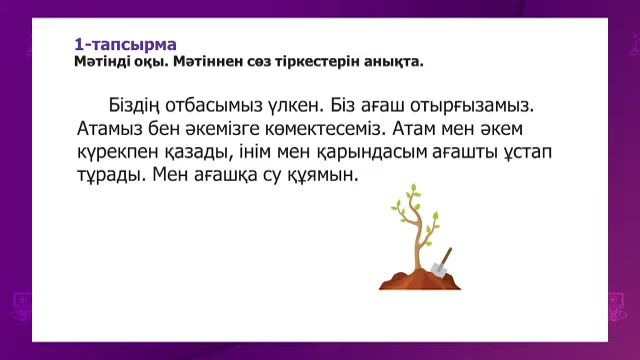 1-тапсырма
Мәтінді оқы. Мәтіннен сөз тіркестерін анықта.
Біздің отбасымыз үлкен. Біз ағаш отырғызамыз.
Атамыз бен әкемізге көмектесеміз. Атам мен әкем
күрекпен қазады, інім мен қарындасым ағашты ұстап
тұрады. Мен ағашқа су құямын.